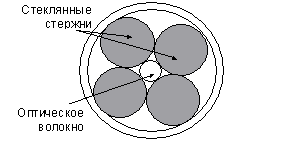 Стеклянные
стержни
Оптическое
волокно